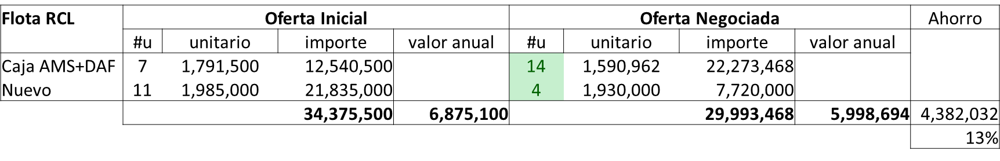 Flota RCL Oferta Inicial Oferta Negociada Ahorro
#u unitario importe valor anual #u unitario importe valor anual
Caja AMS+DAF 7 1,791,500 12,540,500 14 1,590,962 22,273,468
Nuevo 11 1,985,000 21,835,000 4 1,930,000 7,720,000
34,375,500 6,875,100 29,993,468 5,998,694 4,382,032
13%